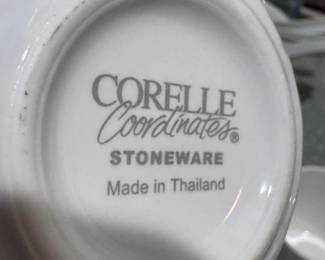 CORELLE
Coordinates®
STONEWARE
Made in Thailand